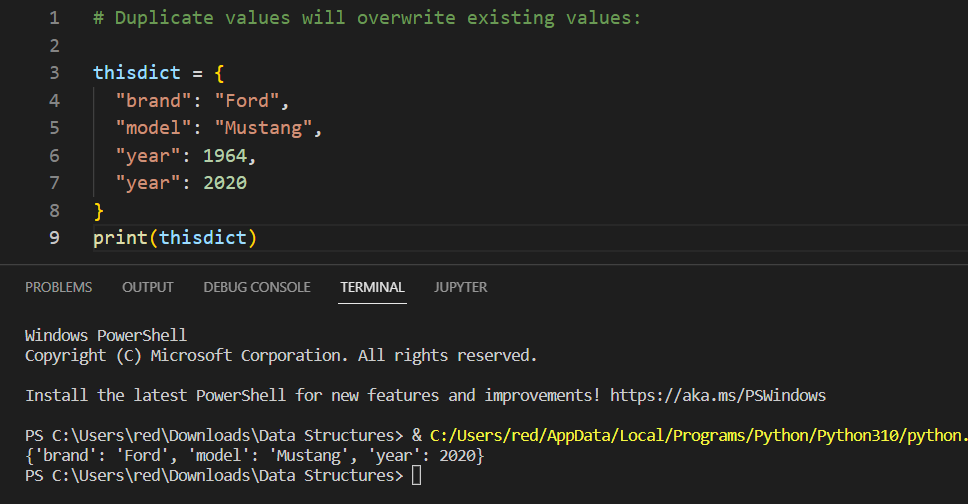 1 # Duplicate values will overwrite existing values:
2
3 thisdict = {
4 "brand": "Ford",
5 "model": "Mustang",
6 "year": 1964,
7 "year": 2020
8 }
9 print(thisdict)
PROBLEMS OUTPUT DEBUG CONSOLE TERMINAL JUPYTER
Windows PowerShell
Copyright (C) Microsoft Corporation. All rights reserved.
Install the latest PowerShell for new features and improvements! https://aka.ms/PSWindows
PS C:\Users\red\Downloads\Data Structures> & C:/Users/red/AppData/Local/Programs/Python/Python310/python.
{'brand': 'Ford', 'model': 'Mustang', 'year': 2020}
PS C:\Users\red\Downloads\Data Structures>